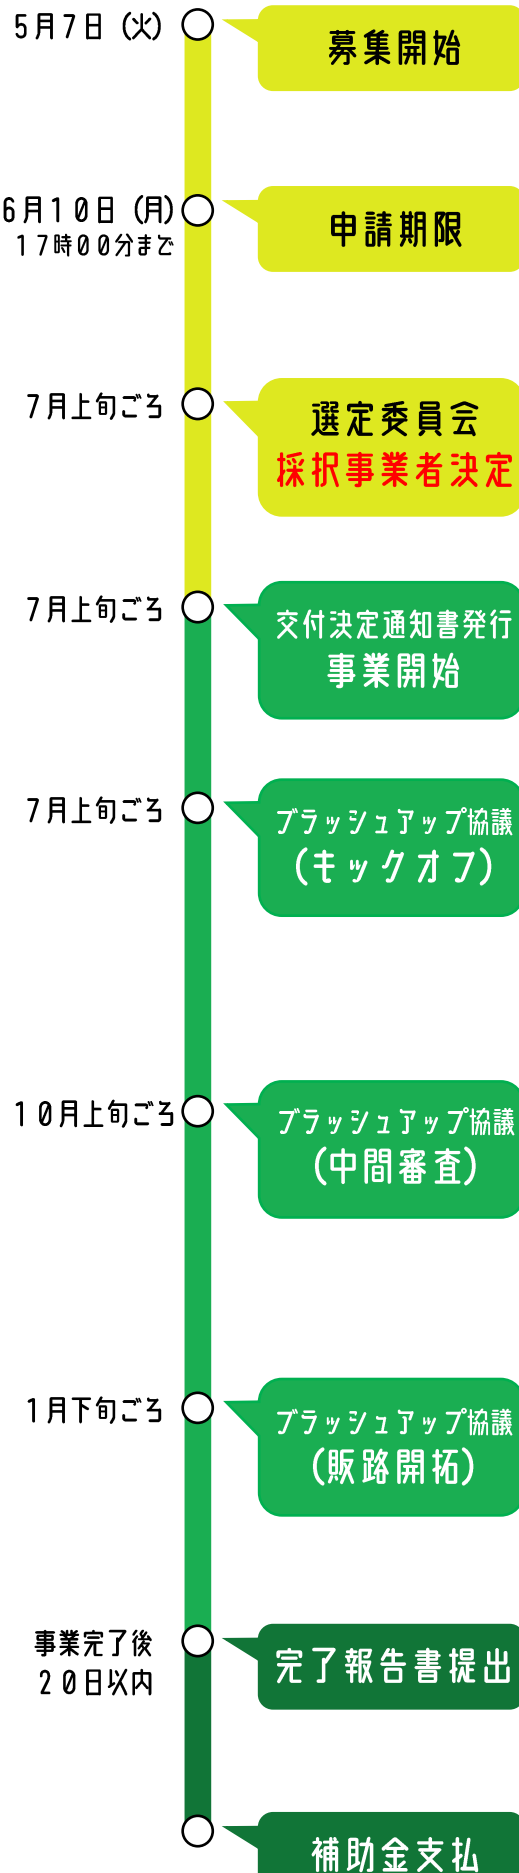 5月7日（火）
募集開始
6月10日（月）
17時00分まで
申請期限
7月上旬ごろ
選定委員会
採択事業者決定
7月上旬ごろ
交付決定通知書発行
事業開始
7月上旬ごろ
ブラッシュアップ協議
（キックオフ）
10月上旬ごろ
ブラッシュアップ協議
（中間審査）
1月下旬ごろ
ブラッシュアップ協議
（販路開拓）
事業完了後
20日以内
完了報告書提出
補助金支払